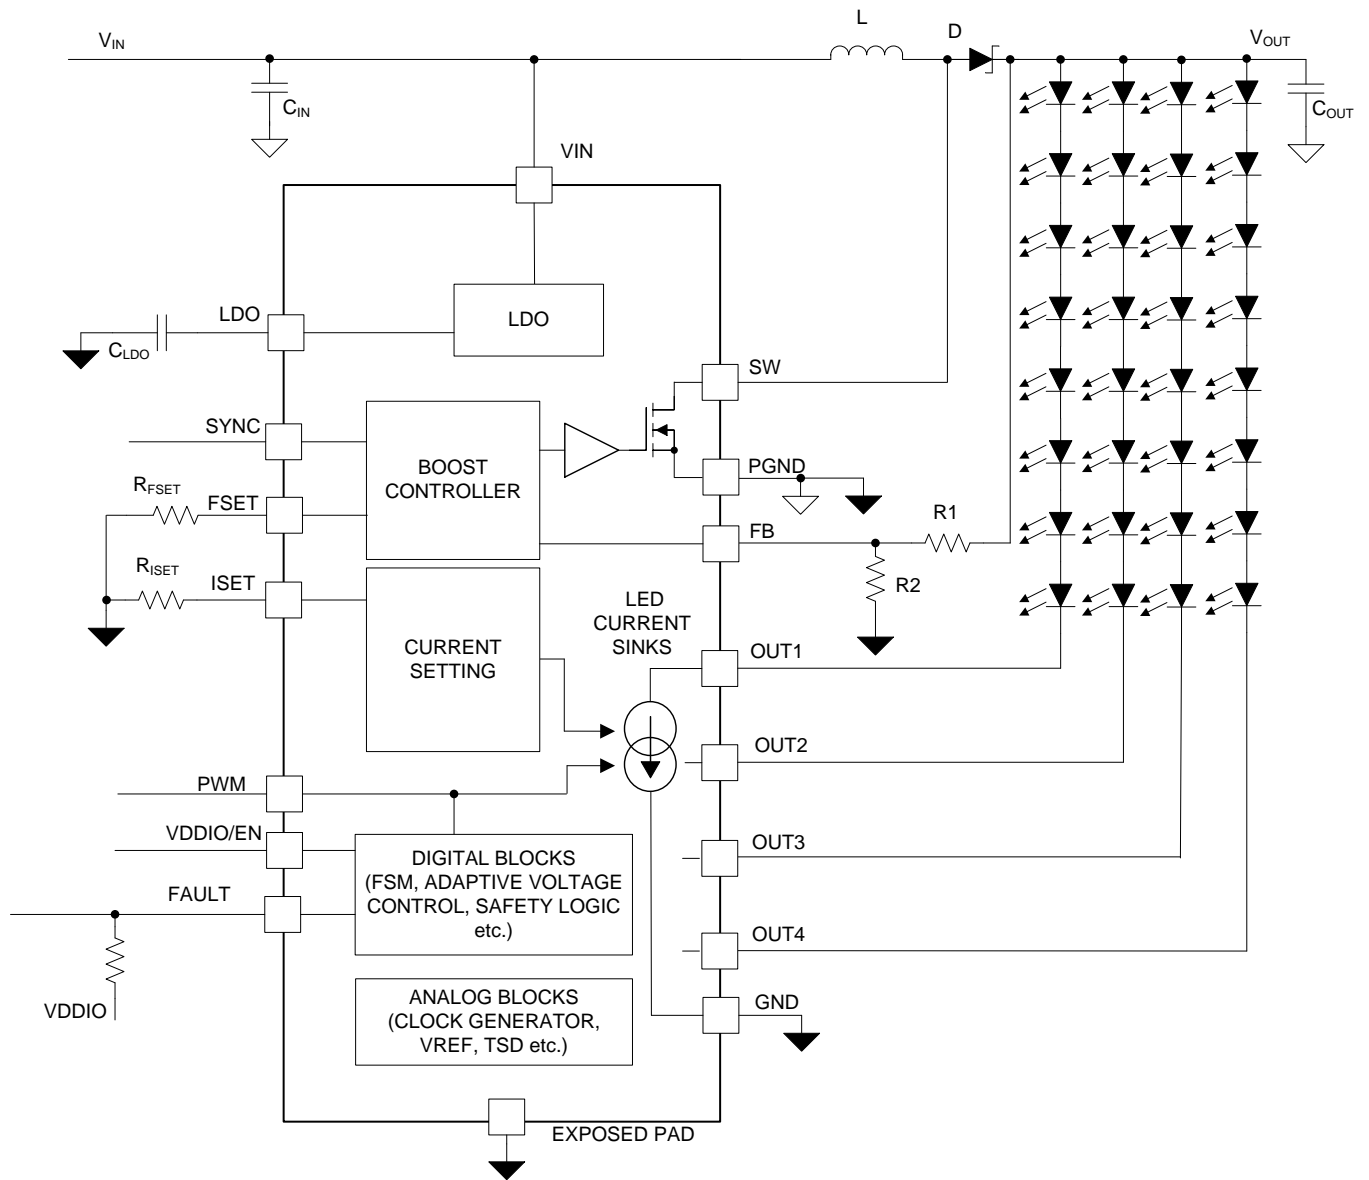 L
D
VIN
VOUT
CIN
COUT
VIN
LDO
LDO
CLDO
SW
SYNC
BOOST
CONTROLLER
PGND
RFSET
FSET
FB
R1
RISET
ISET
R2
LED
CURRENT
SINKS
CURRENT
SETTING
OUT1
OUT2
PWM
VDDIO/EN
OUT3
DIGITAL BLOCKS
(FSM, ADAPTIVE VOLTAGE
CONTROL, SAFETY LOGIC
etc.)
FAULT
OUT4
VDDIO
ANALOG BLOCKS
(CLOCK GENERATOR,
VREF, TSD etc.)
GND
EXPOSED PAD